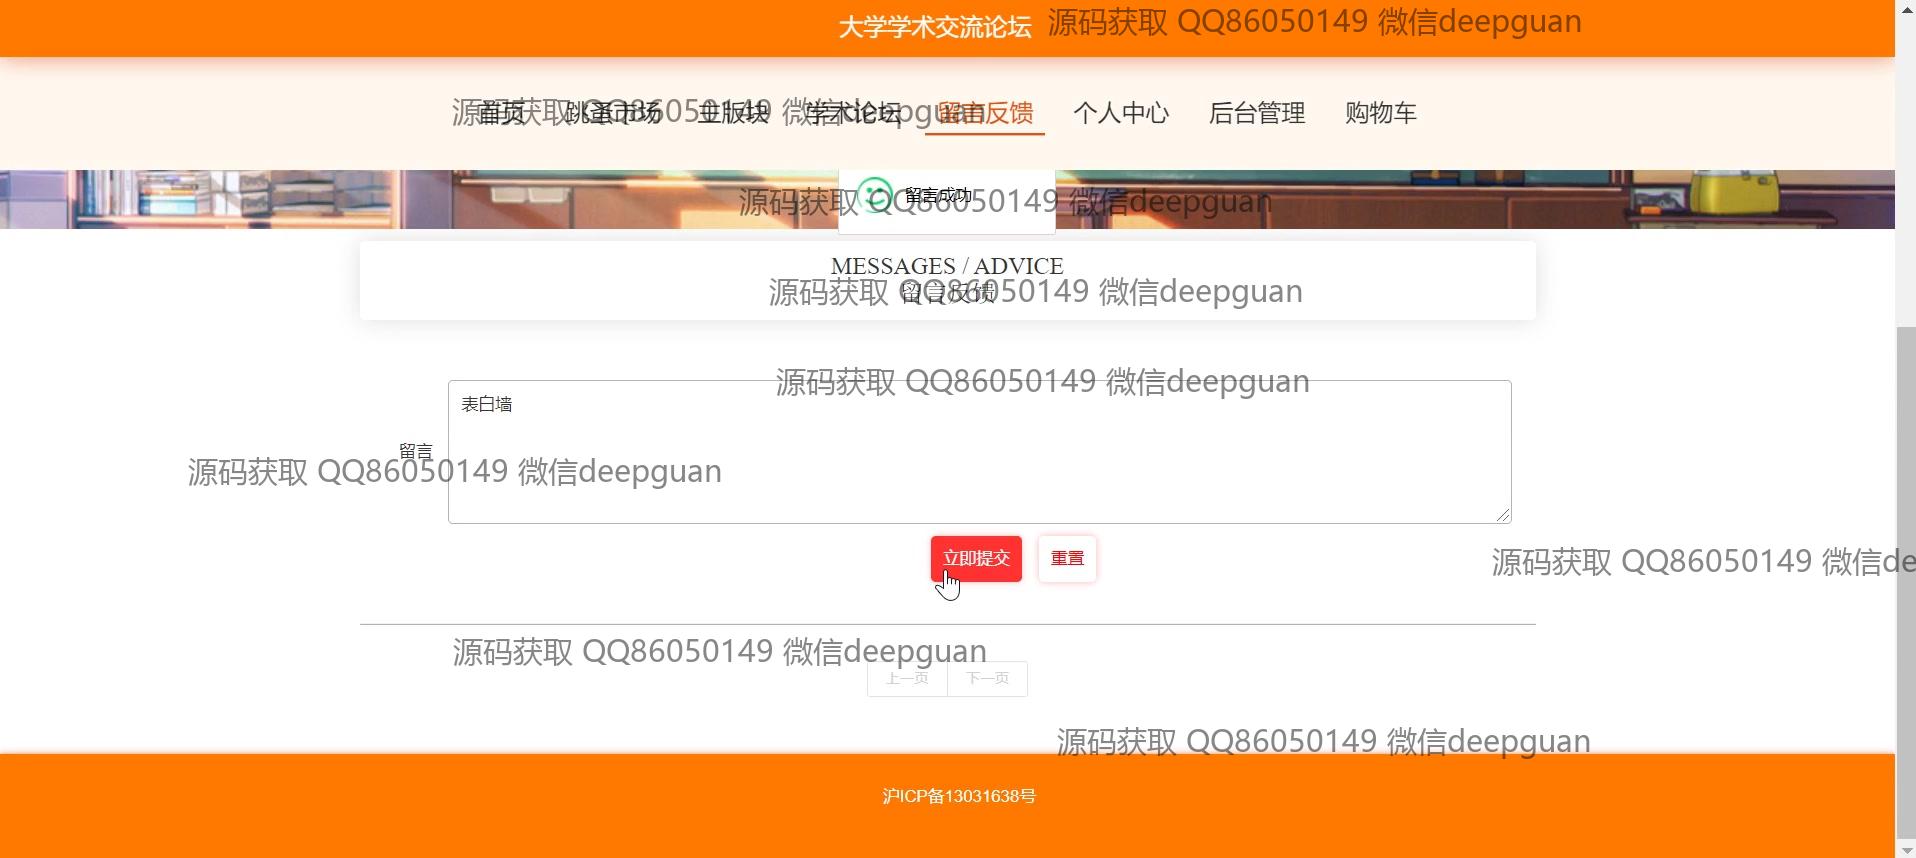 大学学术交流论坛
源码获取 QQ86050149 微信deepguan
首页 跳蚤市场 立版块 学术论坛 留言反馈 个人中心 后台管理 购物车
源码获取 QQ86050149 微信deepguan
留言成功
源码获取 QQ86050149 微信deepguan
MESSAGES / ADVICE
留言反馈
源码获取 QQ86050149 微信deepguan
源码获取 QQ86050149 微信deepguan
表白墙
留言
源码获取 QQ86050149 微信deepguan
立即提交 重置
源码获取 QQ86050149 微信de
源码获取 QQ86050149 微信deepguan
上一页 下一页
源码获取 QQ86050149 微信deepguan
沪ICP备13031638号